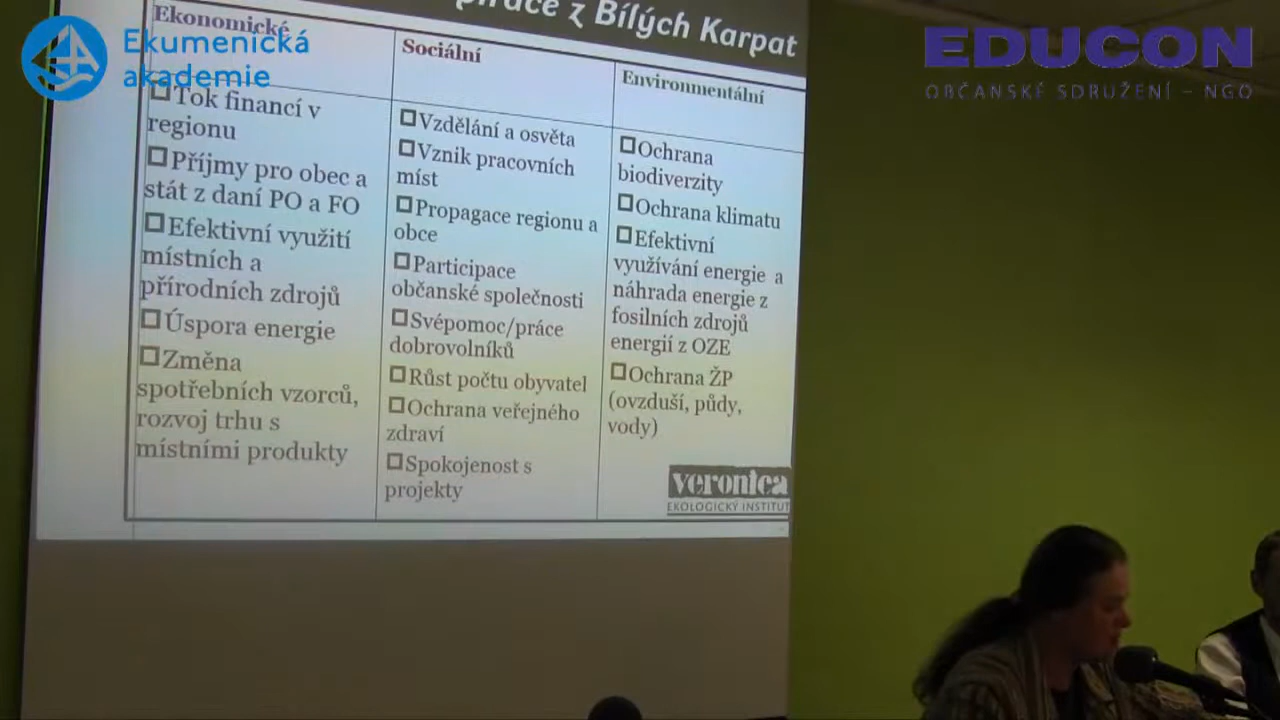 Ekumenická
akademie
EDUCON
OBČANSKÉ SDRUŽENÍ – NGO
z Bílých Karpat
Ekonomické
Tok financí v
regionu
Příjmy pro obec a
stát z daní PO a FO
Efektivní využití
místních a
přírodních zdrojů
Úspora energie
Změna
spotřebních vzorců,
rozvoj trhu s
místními produkty
Sociální
Vzdělání a osvěta
Vznik pracovních
míst
Propagace regionu a
obce
Participace
občanské společnosti
Svépomoc/práce
dobrovolníků
Růst počtu obyvatel
Ochrana veřejného
zdraví
Spokojenost s
projekty
Environmentální
Ochrana
biodiverzity
Ochrana klimatu
Efektivní
využívání energie a
náhrada energie z
fosilních zdrojů
energií z OZE
Ochrana ŽP
(ovzduší, půdy,
vody)
veronica
EKOLOGICKÝ INSTITUT